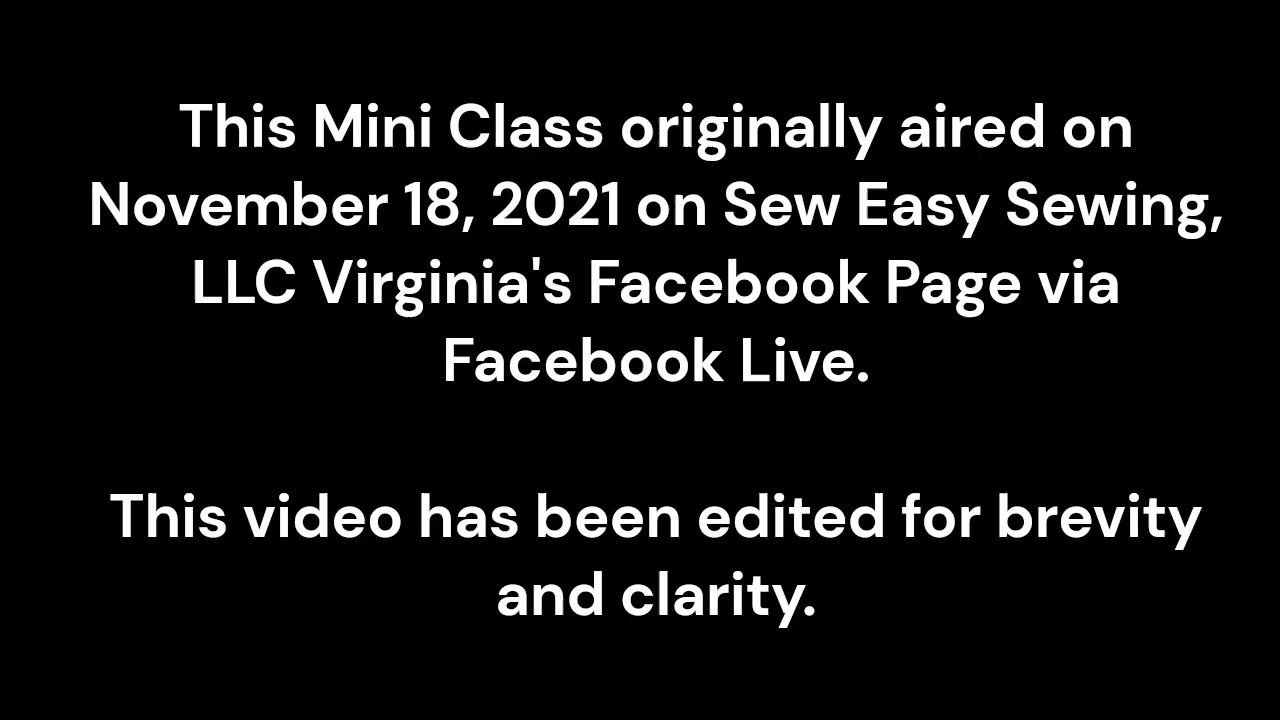 This Mini Class originally aired on
November 18, 2021 on Sew Easy Sewing,
LLC Virginia's Facebook Page via
Facebook Live.
This video has been edited for brevity
and clarity.